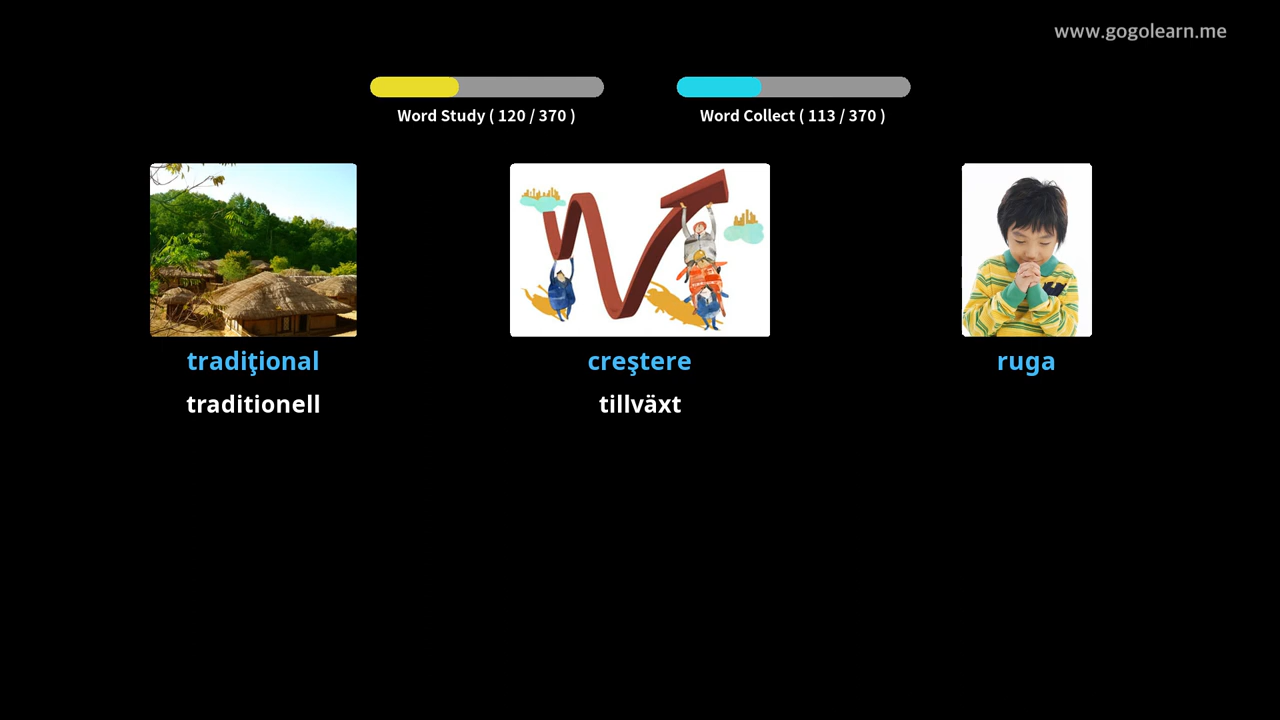 www.gogolearn.me
Word Study ( 120 / 370 )
Word Collect ( 113 / 370 )
tradiţional
creştere
ruga
traditionell
tillväxt